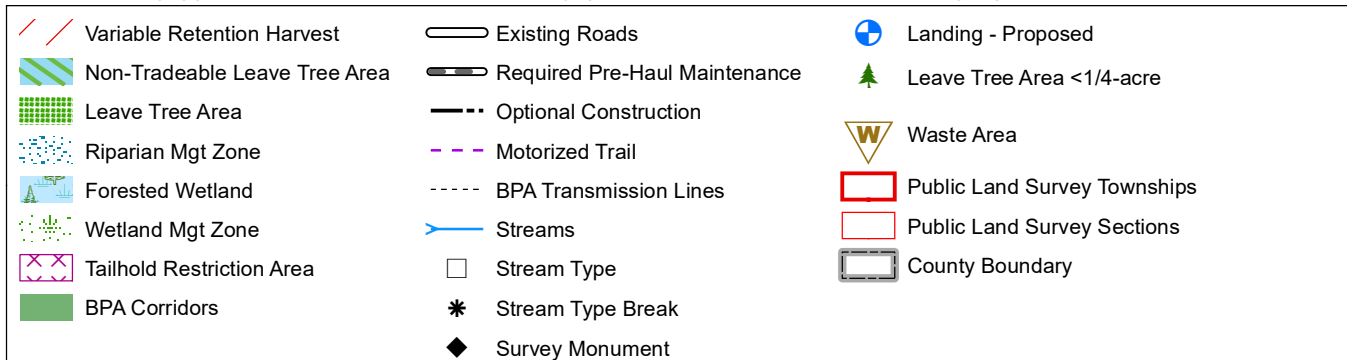 Variable Retention Harvest
Non-Tradeable Leave Tree Area
Leave Tree Area
Riparian Mgt Zone
Forested Wetland
Wetland Mgt Zone
Tailhold Restriction Area
BPA Corridors
Existing Roads
Required Pre-Haul Maintenance
Optional Construction
Motorized Trail
BPA Transmission Lines
Streams
Stream Type
Stream Type Break
Survey Monument
Landing - Proposed
Leave Tree Area <1/4-acre
W Waste Area
Public Land Survey Townships
Public Land Survey Sections
County Boundary